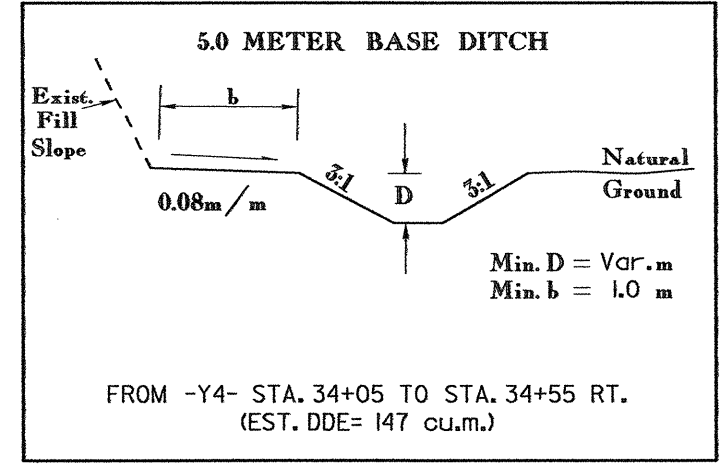 5.0 METER BASE DITCH
Exist.
Fill
Slope
b
0.08m/m
3:1
D
3:1
Natural
Ground
Min. D = Var. m
Min. b = 1.0 m
FROM -Y4- STA. 34+05 TO STA. 34+55 RT.
(EST. DDE= 147 cu.m.)